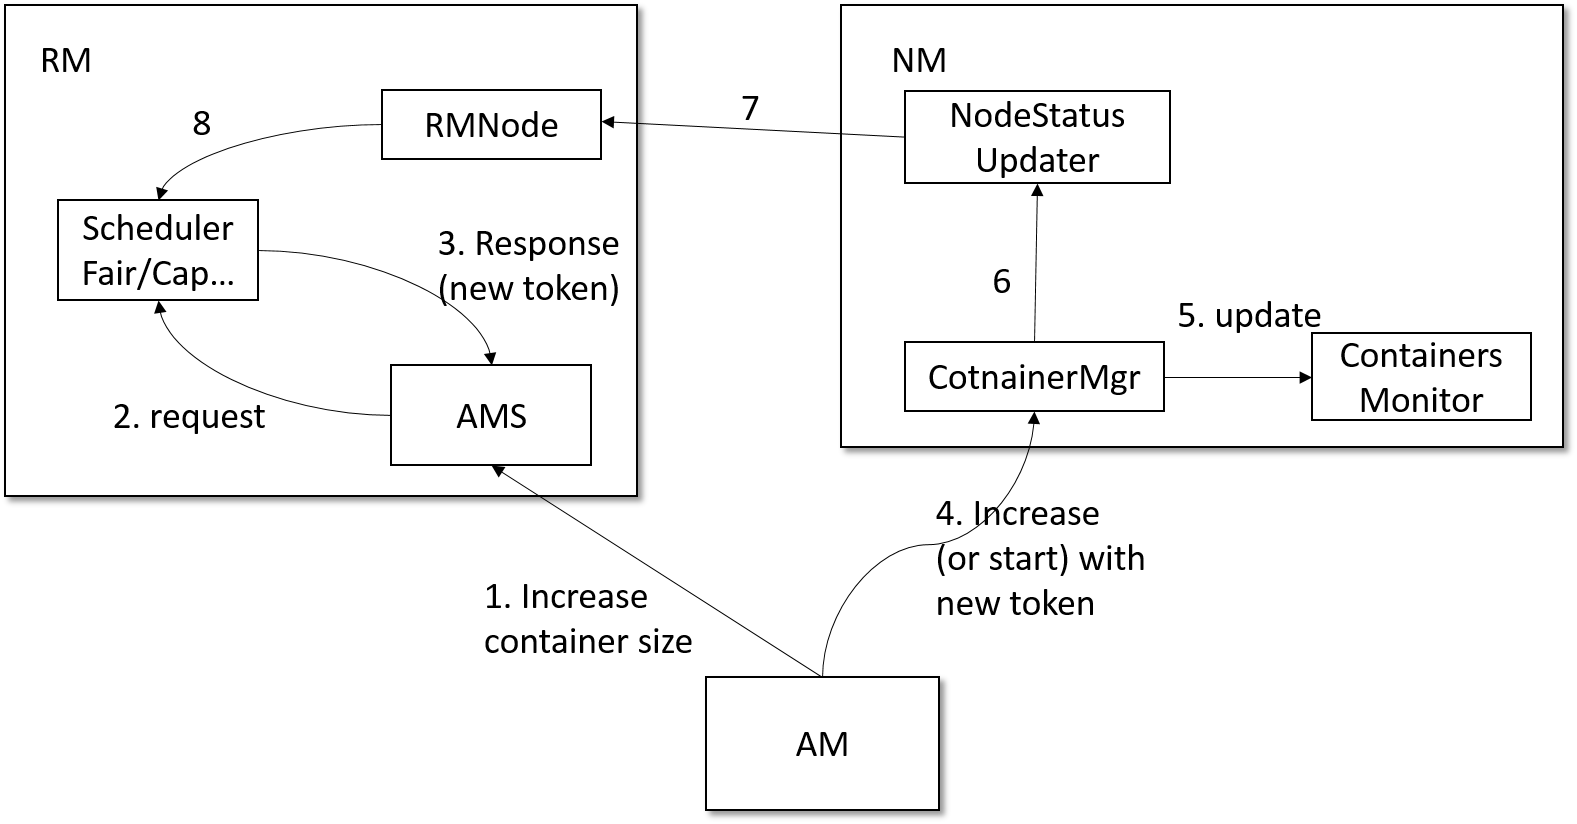 RM
RMNode
8
Scheduler
Fair/Cap...
3. Response
(new token)
2. request
AMS
7
NM
NodeStatus
Updater
6
5. update
CotnainerMgr
Containers
Monitor
1. Increase
container size
4. Increase
(or start) with
new token
AM